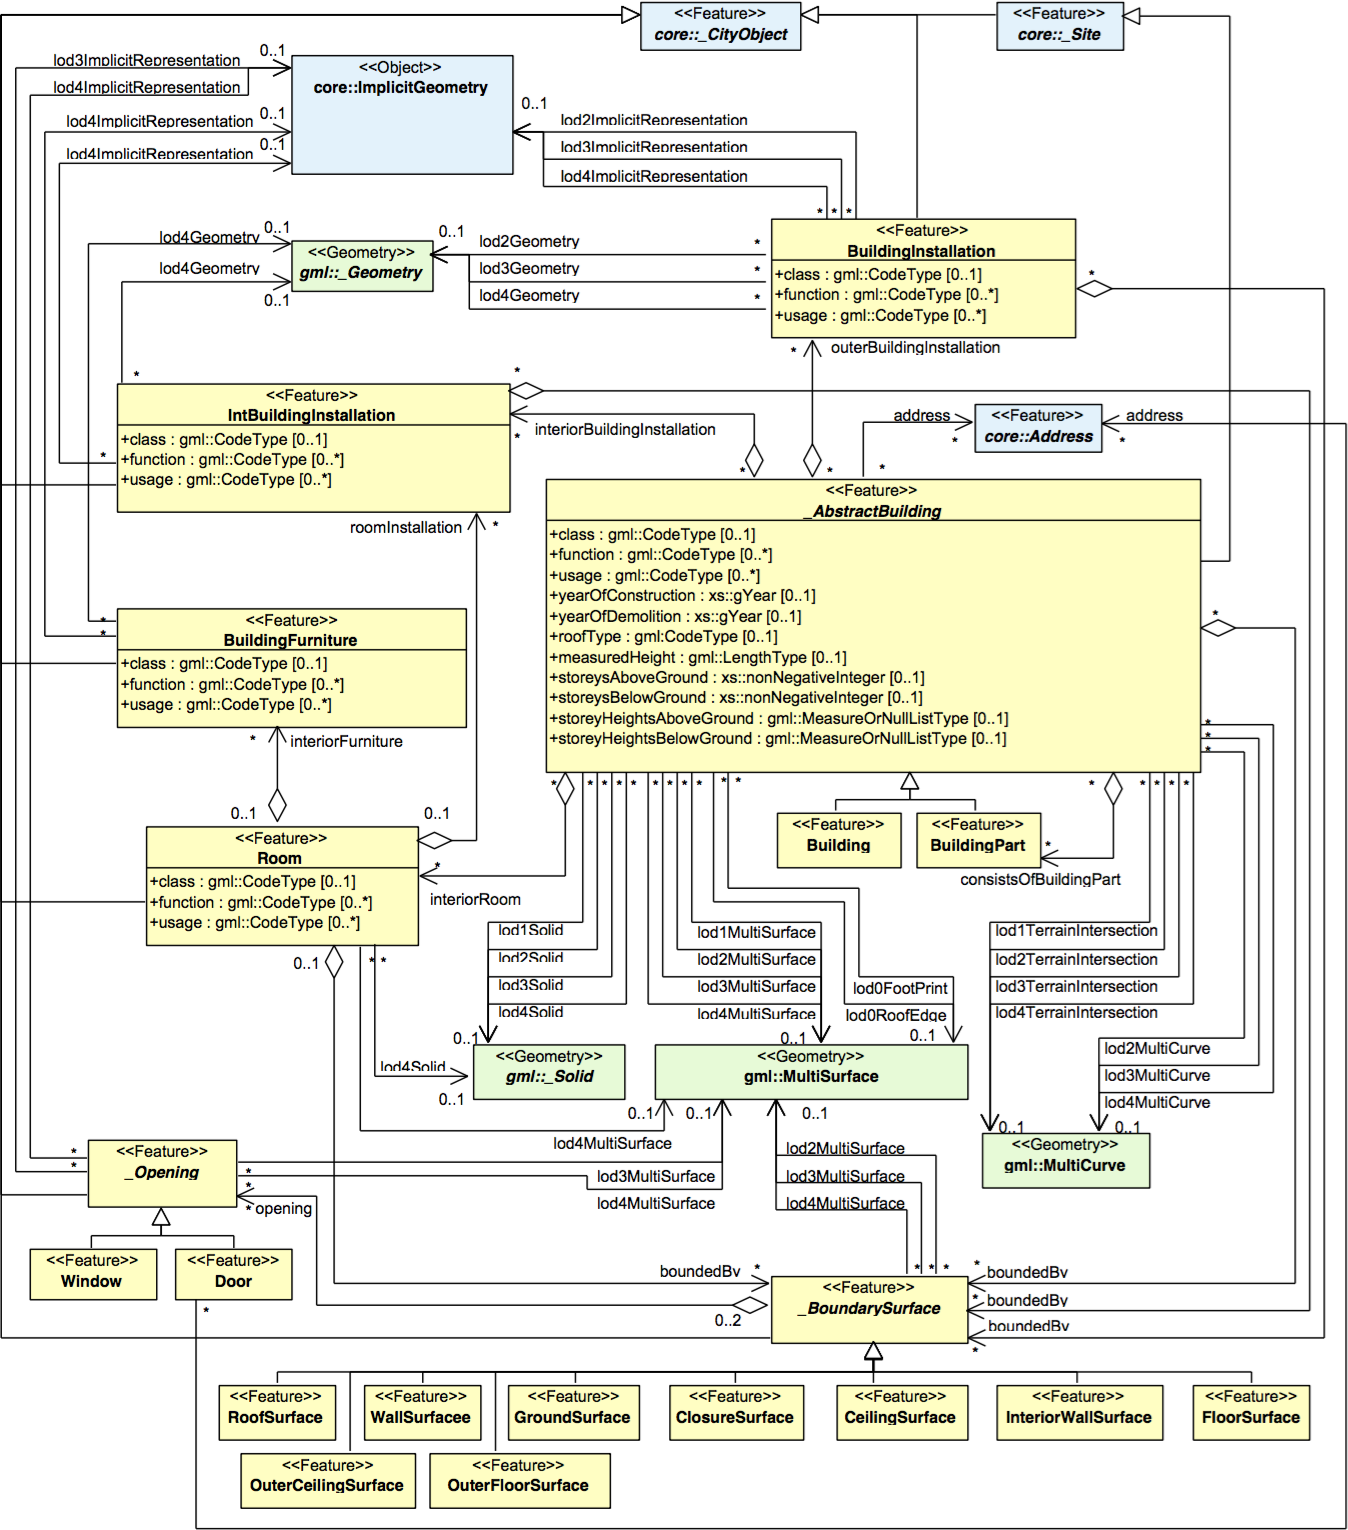 <<Feature>>
core::_CityObject
<<Feature>>
core::_Site
lod3ImplicitRepresentation
0..1
lod4ImplicitRepresentation
0..1
lod4ImplicitRepresentation
0..1
lod4ImplicitRepresentation
<<Object>>
core::ImplicitGeometry
0..1
lod2ImplicitRepresentation
lod3ImplicitRepresentation
lod4ImplicitRepresentation
* * *
<<Feature>>
BuildingInstallation
+class : gml::CodeType [0..1]
+function : gml::CodeType [0..*]
+usage : gml::CodeType [0..*]
*
lod4Geometry
0..1
lod4Geometry
0..1
<<Geometry>>
gml::_Geometry
0..1
lod2Geometry
*
lod3Geometry
*
lod4Geometry
*
* outerBuildingInstallation
*
<<Feature>>
IntBuildingInstallation
+class : gml::CodeType [0..1]
+function : gml::CodeType [0..*]
+usage : gml::CodeType [0..*]
*
*
*
interiorBuildingInstallation
*
*
address
*
*
<<Feature>>
core::Address
address
*
roomInstallation
*
<<Feature>>
_AbstractBuilding
+class : gml::CodeType [0..1]
+function : gml::CodeType [0..*]
+usage : gml::CodeType [0..*]
+yearOfConstruction : xs::gYear [0..1]
+yearOfDemolition : xs::gYear [0..1]
+roofType : gml:CodeType [0..1]
+measuredHeight : gml::LengthType [0..1]
+storeysAboveGround : xs::nonNegativeInteger [0..1]
+storeysBelowGround : xs::nonNegativeInteger [0..1]
+storeyHeightsAboveGround : gml::MeasureOrNullListType [0..1]
+storeyHeightsBelowGround : gml::MeasureOrNullListType [0..1]
*
*
*
*
*
*
<<Feature>>
BuildingFurniture
+class : gml::CodeType [0..1]
+function : gml::CodeType [0..*]
+usage : gml::CodeType [0..*]
* interiorFurniture
0..1
0..1
<<Feature>>
Room
+class : gml::CodeType [0..1]
+function : gml::CodeType [0..*]
+usage : gml::CodeType [0..*]
*
interiorRoom
* * * * * * * * * * * * * * * *
<<Feature>>
Building
<<Feature>>
BuildingPart
*
consistsOfBuildingPart
0..1
* *
lod1Solid
lod2Solid
lod3Solid
lod4Solid
0..1
lod1MultiSurface
lod2MultiSurface
lod3MultiSurface
lod4MultiSurface
0..1
lod0FootPrint
lod0RoofEdge
0..1
lod1TerrainIntersection
lod2TerrainIntersection
lod3TerrainIntersection
lod4TerrainIntersection
0..1
lod2MultiCurve
lod3MultiCurve
lod4MultiCurve
0..1
lod4Solid
0..1
<<Geometry>>
gml::_Solid
<<Geometry>>
gml::MultiSurface
<<Geometry>>
gml::MultiCurve
0..1
0..1
0..1
lod4MultiSurface
*
*
<<Feature>>
_Opening
*
lod3MultiSurface
*
lod4MultiSurface
* opening
lod2MultiSurface
lod3MultiSurface
lod4MultiSurface
* * *
<<Feature>>
Window
<<Feature>>
Door
*
boundedBy
*
0..2
<<Feature>>
_BoundarySurface
*
boundedBy
*
boundedBy
boundedBy
*
<<Feature>>
RoofSurface
<<Feature>>
WallSurfacee
<<Feature>>
GroundSurface
<<Feature>>
ClosureSurface
<<Feature>>
CeilingSurface
<<Feature>>
InteriorWallSurface
<<Feature>>
FloorSurface
<<Feature>>
OuterCeilingSurface
<<Feature>>
OuterFloorSurface